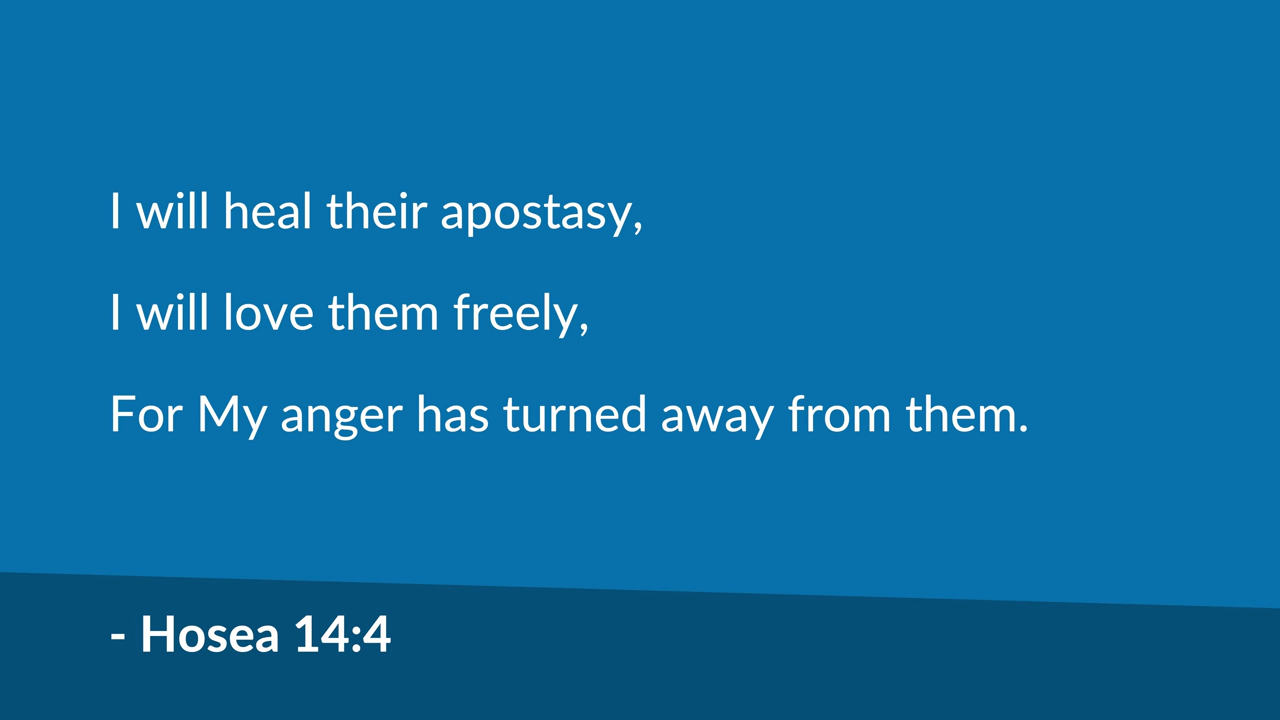 I will heal their apostasy,
I will love them freely,
For My anger has turned away from them.
- Hosea 14:4